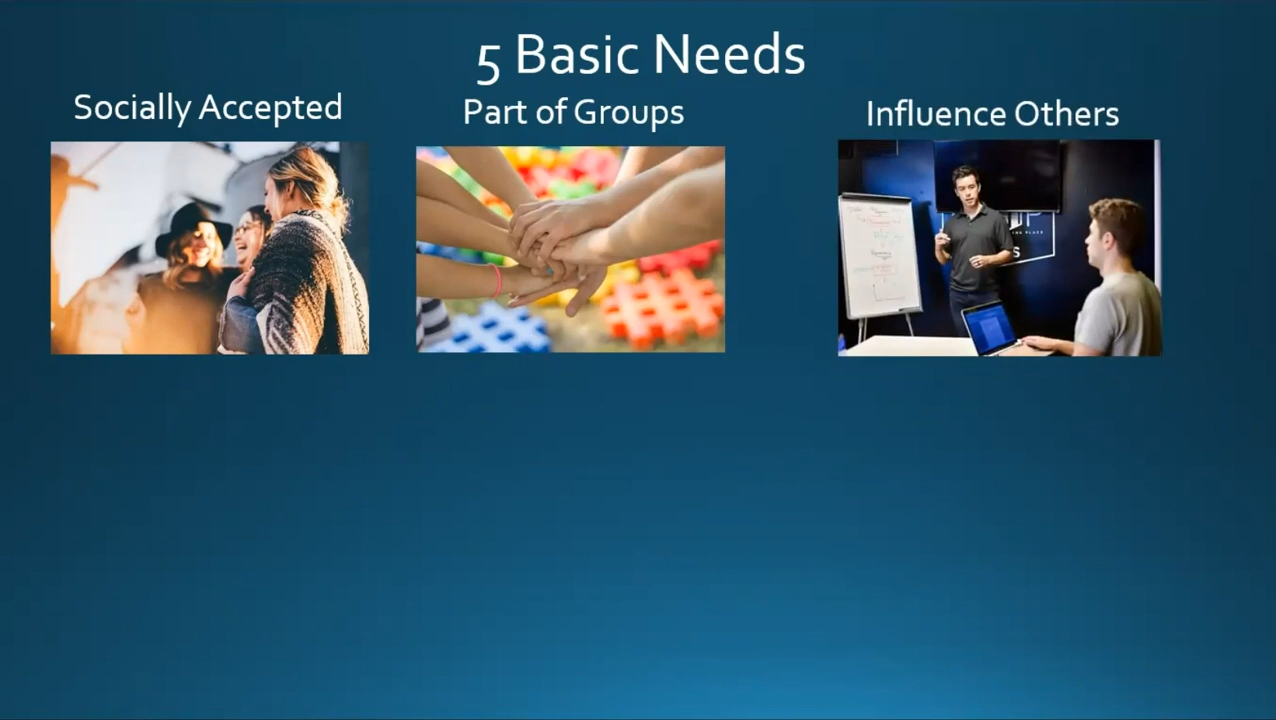 5 Basic Needs
Socially Accepted
Part of Groups
Influence Others